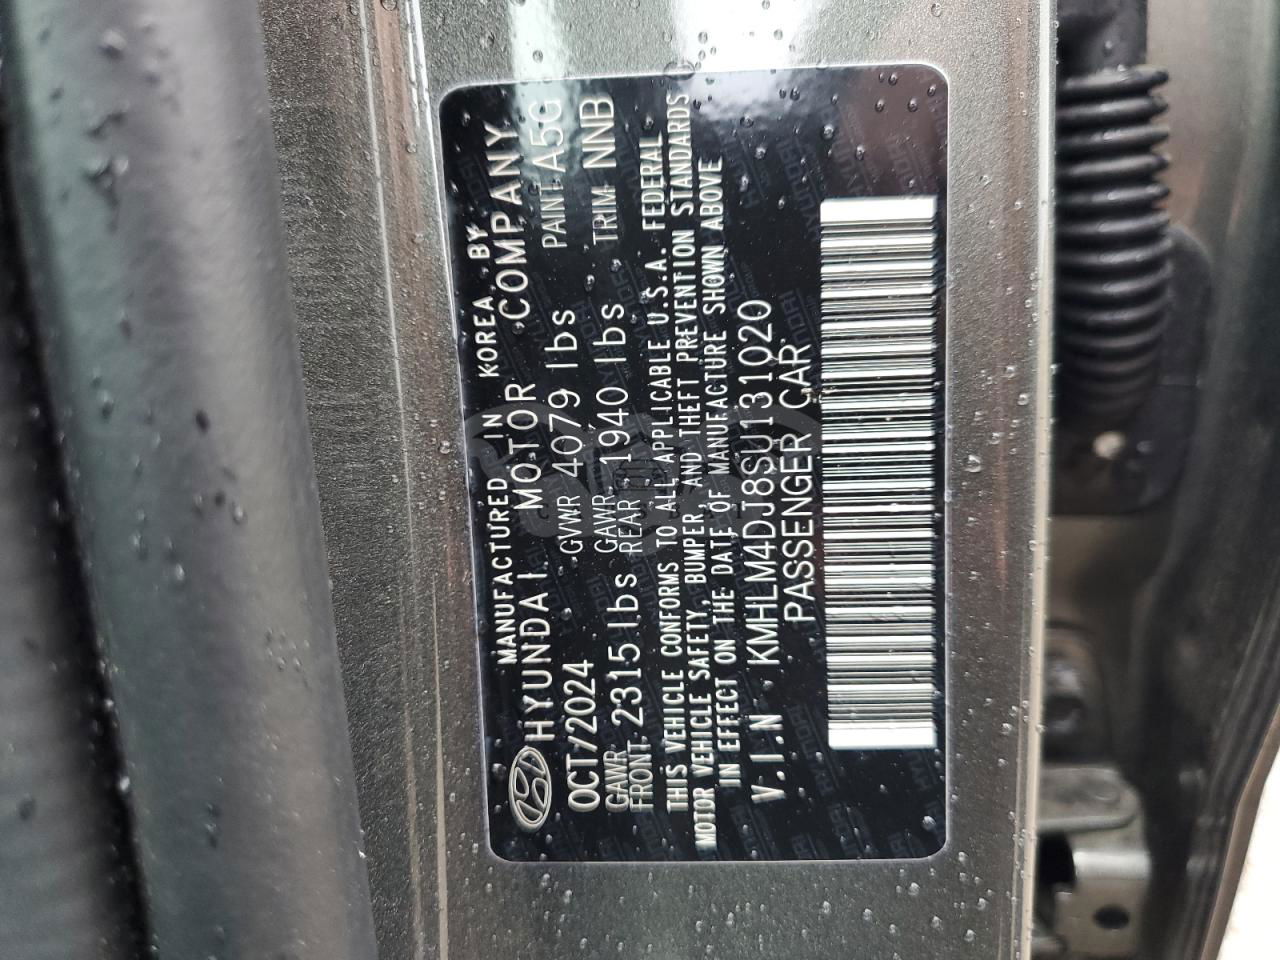 MANUFACTURED IN KOREA BY
HYUNDAI MOTOR COMPANY
OCT/2024 GVWR 4079 lbs PAINT A5G
GAWR FRONT 2315 lbs GAWR REAR 1940 lbs TRIM NNB
THIS VEHICLE CONFORMS TO ALL APPLICABLE U.S.A. FEDERAL
MOTOR VEHICLE SAFETY, BUMPER, AND THEFT PREVENTION STANDARDS
IN EFFECT ON THE DATE OF MANUFACTURE SHOWN ABOVE
V.I.N KMHLM4DJ8SU131020
PASSENGER CAR